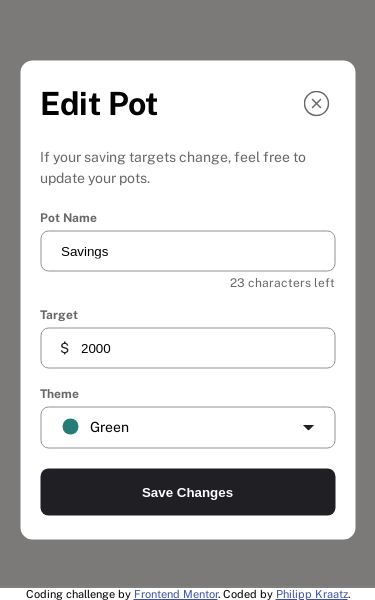 Edit Pot
If your saving targets change, feel free to
update your pots.
Pot Name
Savings
23 characters left
Target
$ 2000
Theme
Green
Save Changes
Coding challenge by Frontend Mentor. Coded by Philipp Kraatz.